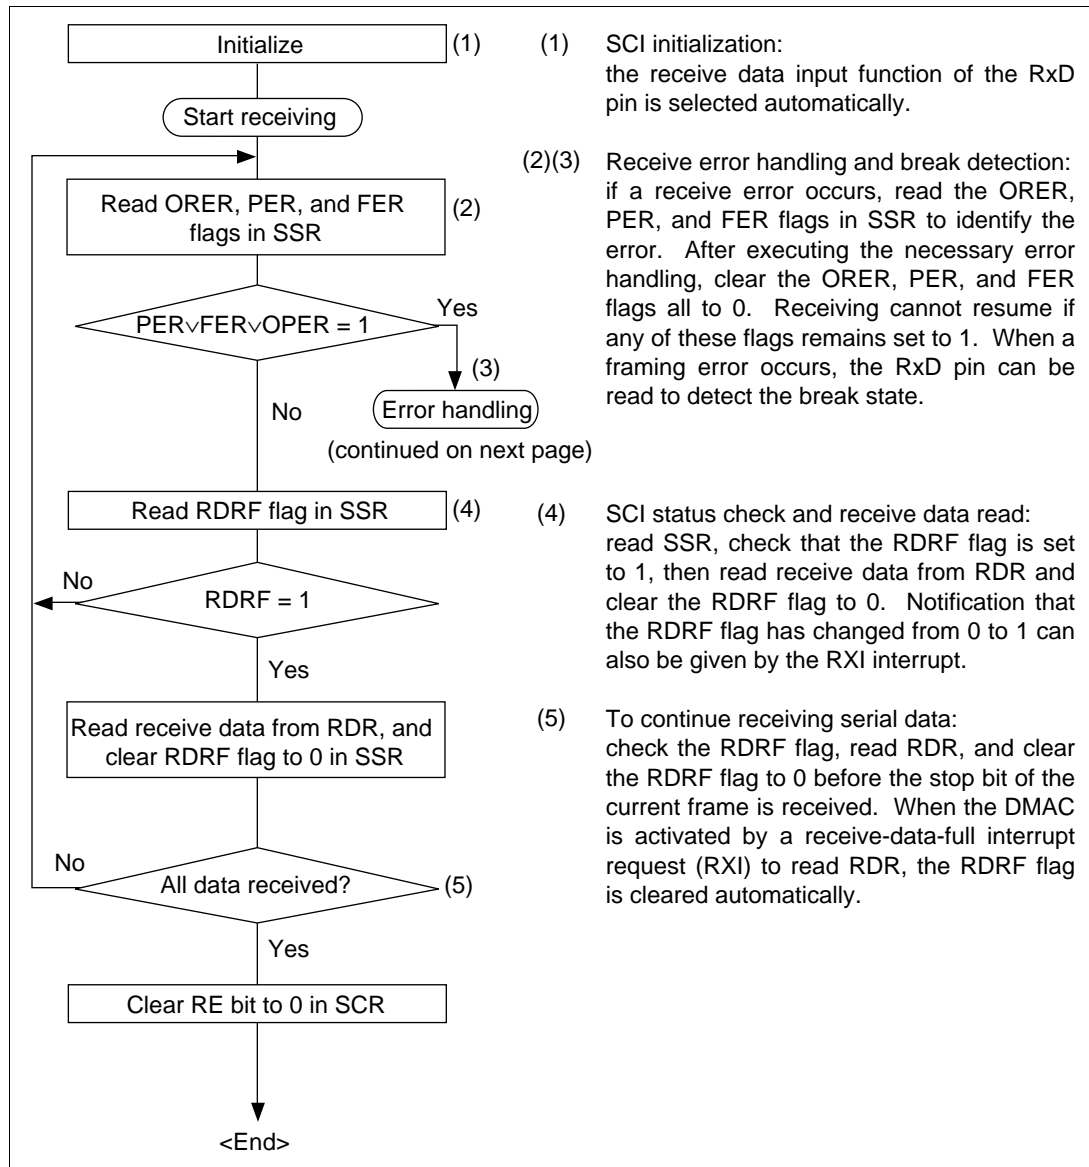 Initialize
(1)
Start receiving
Read ORER, PER, and FER
flags in SSR
(2)
PER∨FER∨OPER = 1
Yes
(3)
Error handling
No
(continued on next page)
Read RDRF flag in SSR
(4)
No
RDRF = 1
Yes
Read receive data from RDR, and
clear RDRF flag to 0 in SSR
No
All data received?
(5)
Yes
Clear RE bit to 0 in SCR
<End>
(1) SCI initialization:
the receive data input function of the RxD
pin is selected automatically.
(2)(3) Receive error handling and break detection:
if a receive error occurs, read the ORER,
PER, and FER flags in SSR to identify the
error. After executing the necessary error
handling, clear the ORER, PER, and FER
flags all to 0. Receiving cannot resume if
any of these flags remains set to 1. When a
framing error occurs, the RxD pin can be
read to detect the break state.
(4) SCI status check and receive data read:
read SSR, check that the RDRF flag is set
to 1, then read receive data from RDR and
clear the RDRF flag to 0. Notification that
the RDRF flag has changed from 0 to 1 can
also be given by the RXI interrupt.
(5) To continue receiving serial data:
check the RDRF flag, read RDR, and clear
the RDRF flag to 0 before the stop bit of the
current frame is received. When the DMAC
is activated by a receive-data-full interrupt
request (RXI) to read RDR, the RDRF flag
is cleared automatically.